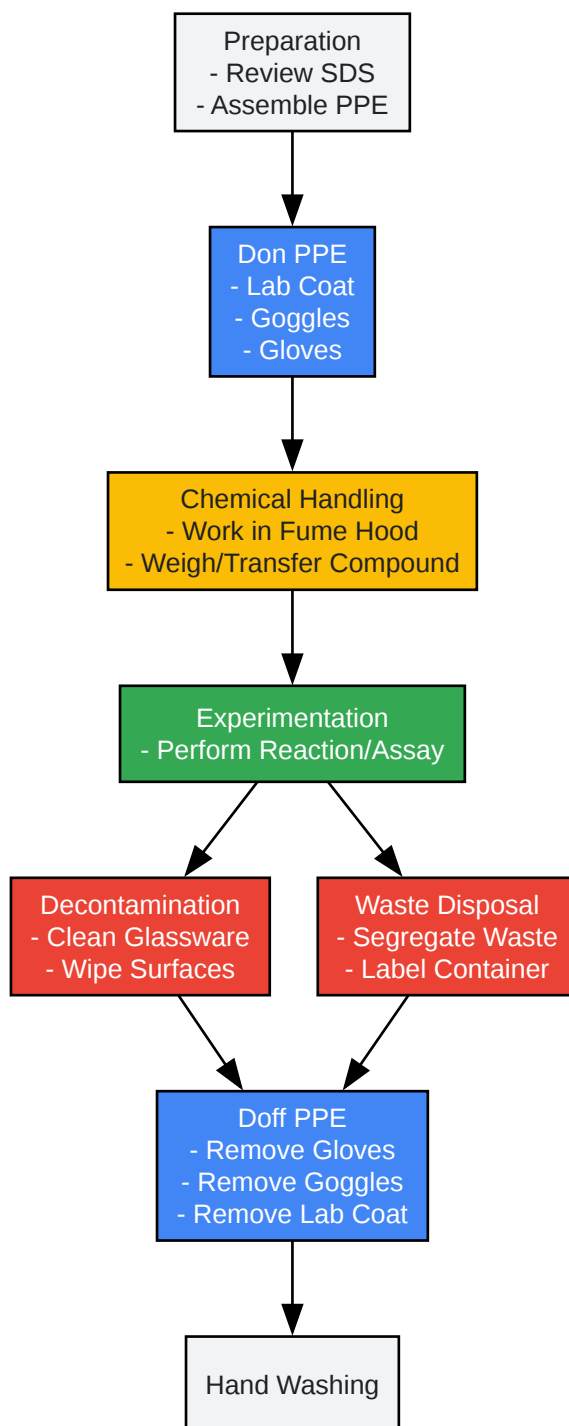 Preparation
- Review SDS
- Assemble PPE
Don PPE
- Lab Coat
- Goggles
- Gloves
Chemical Handling
- Work in Fume Hood
- Weigh/Transfer Compound
Experimentation
- Perform Reaction/Assay
Decontamination
- Clean Glassware
- Wipe Surfaces
Waste Disposal
- Segregate Waste
- Label Container
Doff PPE
- Remove Gloves
- Remove Goggles
- Remove Lab Coat
Hand Washing